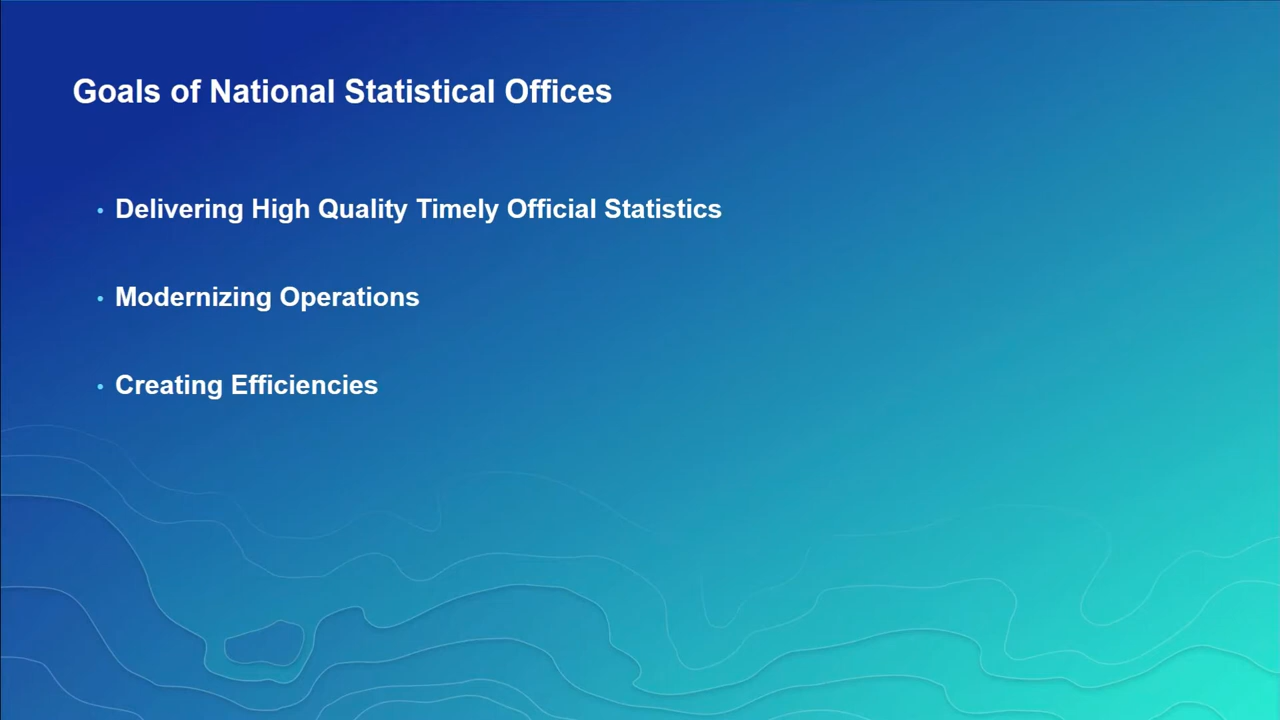 Goals of National Statistical Offices
• Delivering High Quality Timely Official Statistics
• Modernizing Operations
• Creating Efficiencies